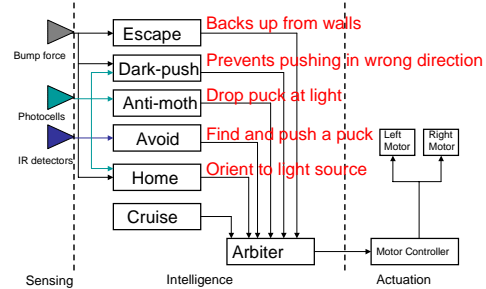 Bump force
Escape
Backs up from walls
Dark-push
Prevents pushing in wrong direction
Photocells
Anti-moth
Drop puck at light
IR detectors
Avoid
Find and push a puck
Left
Motor
Right
Motor
Home
Orient to light source
Cruise
Arbiter
Motor Controller
Sensing
Intelligence
Actuation